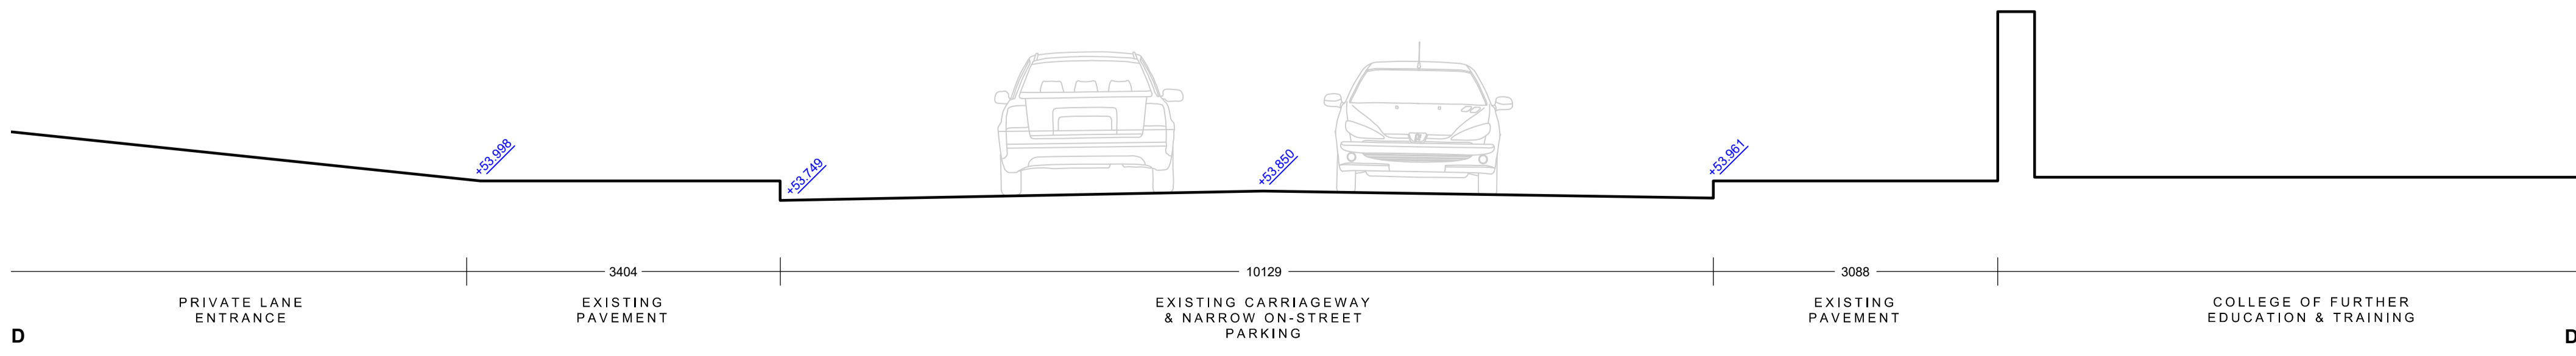 +53.998
+53.749
+53.850
+53.961
3404
10129
3088
PRIVATE LANE
ENTRANCE
EXISTING
PAVEMENT
EXISTING CARRIAGEWAY
& NARROW ON-STREET
PARKING
EXISTING
PAVEMENT
COLLEGE OF FURTHER
EDUCATION & TRAINING
D
D